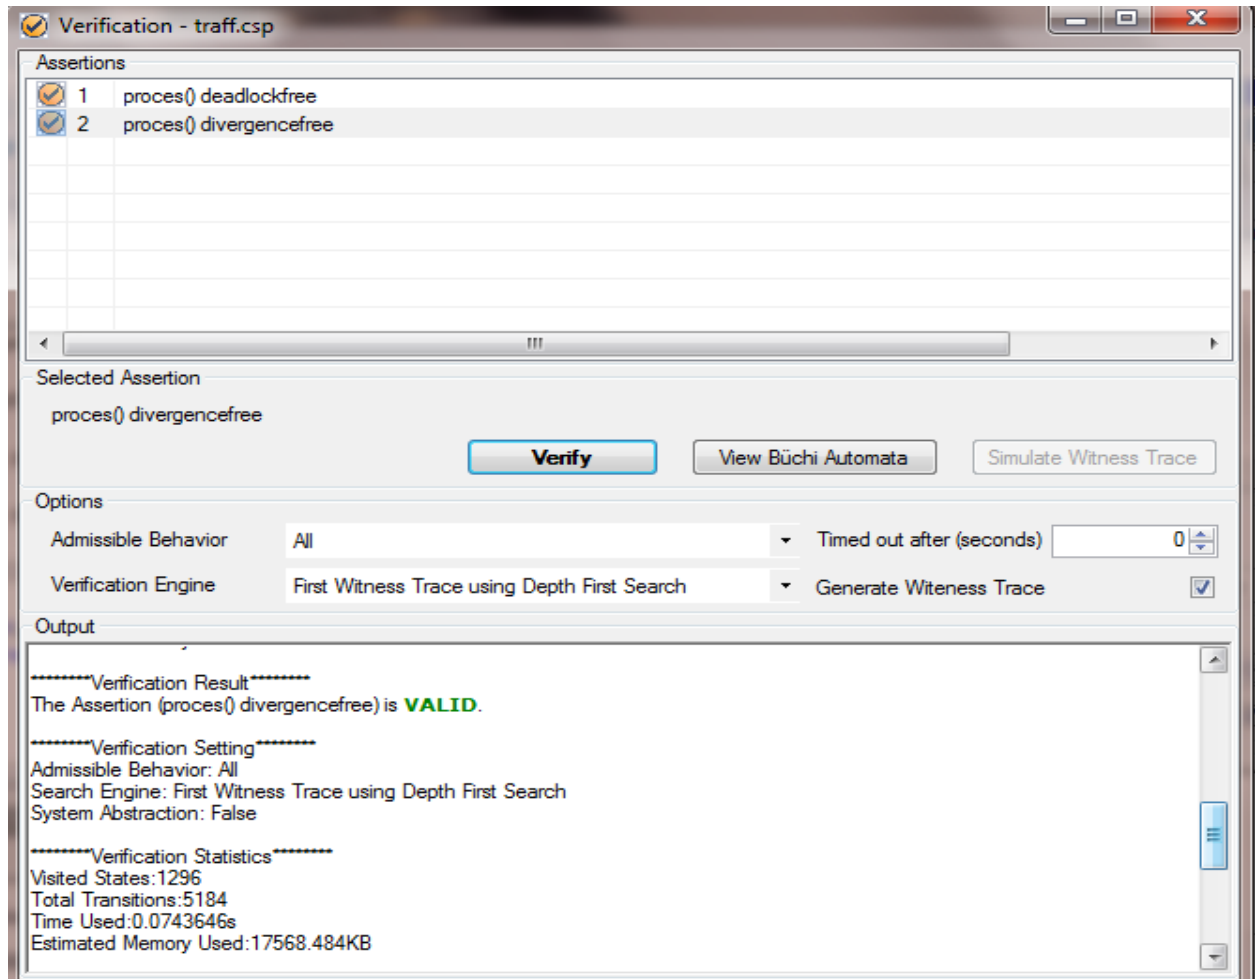 Verification - traff.csp
Assertions
1 proces() deadlockfree
2 proces() divergencefree
Selected Assertion
proces() divergencefree
Verify View Büchi Automata Simulate Witness Trace
Options
Admissible Behavior All Timed out after (seconds) 0
Verification Engine First Witness Trace using Depth First Search Generate Witeness Trace
Output
********Verification Result********
The Assertion (proces() divergencefree) is VALID.
********Verification Setting********
Admissible Behavior: All
Search Engine: First Witness Trace using Depth First Search
System Abstraction: False
********Verification Statistics********
Visited States:1296
Total Transitions:5184
Time Used:0.0743646s
Estimated Memory Used:17568.484KB